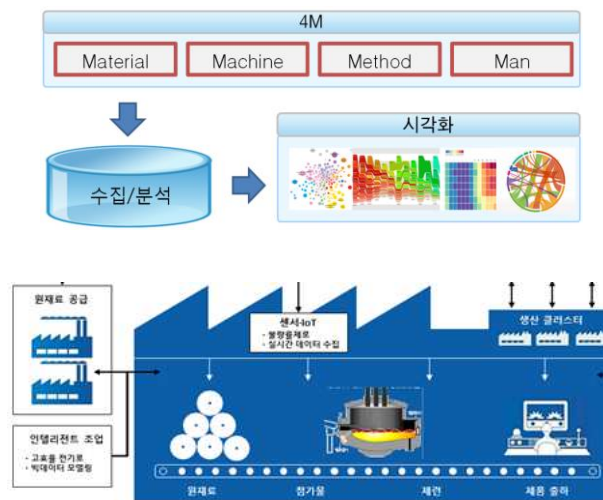 4M
Material
Machine
Method
Man
시각화
수집/분석
원재료 공급
센서·IoT
• 불량률제로
• 실시간 데이터 수집
생산 클러스터
인텔리전트 조업
• 고효율 전기로
• 빅데이터 모델링
원재료
첨가물
제련
제품 출하